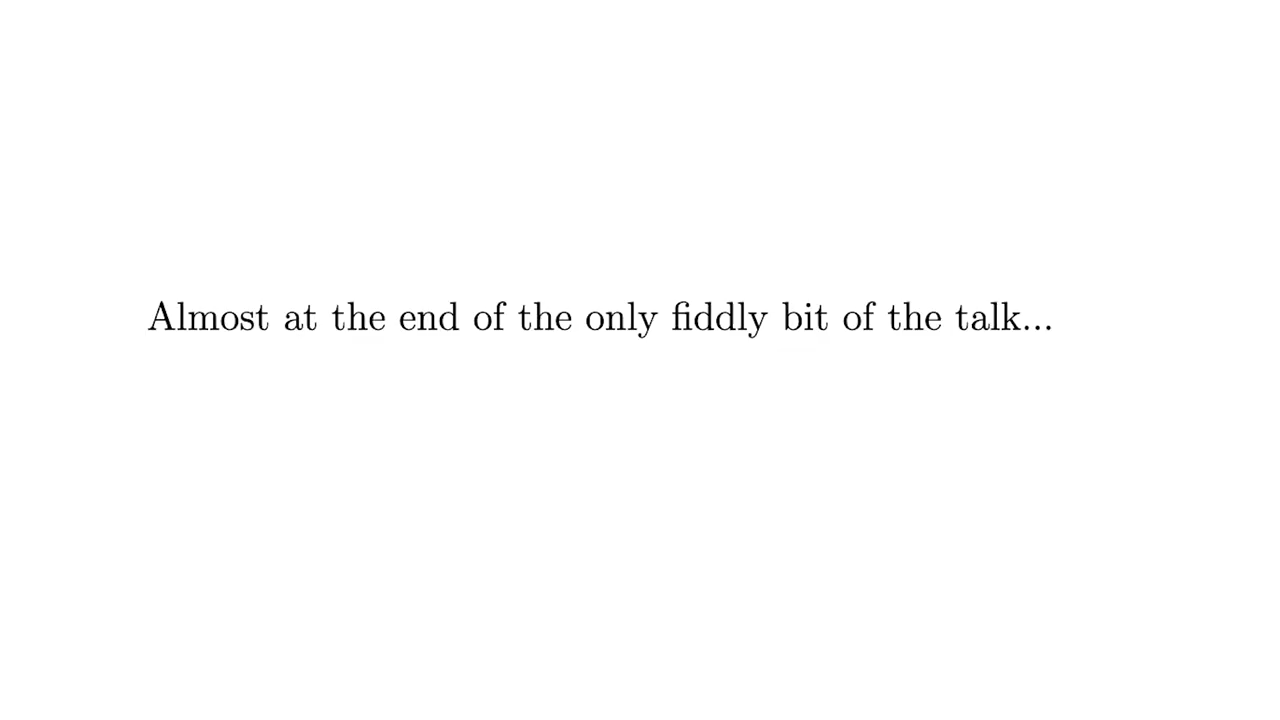 Almost at the end of the only fiddly bit of the talk...